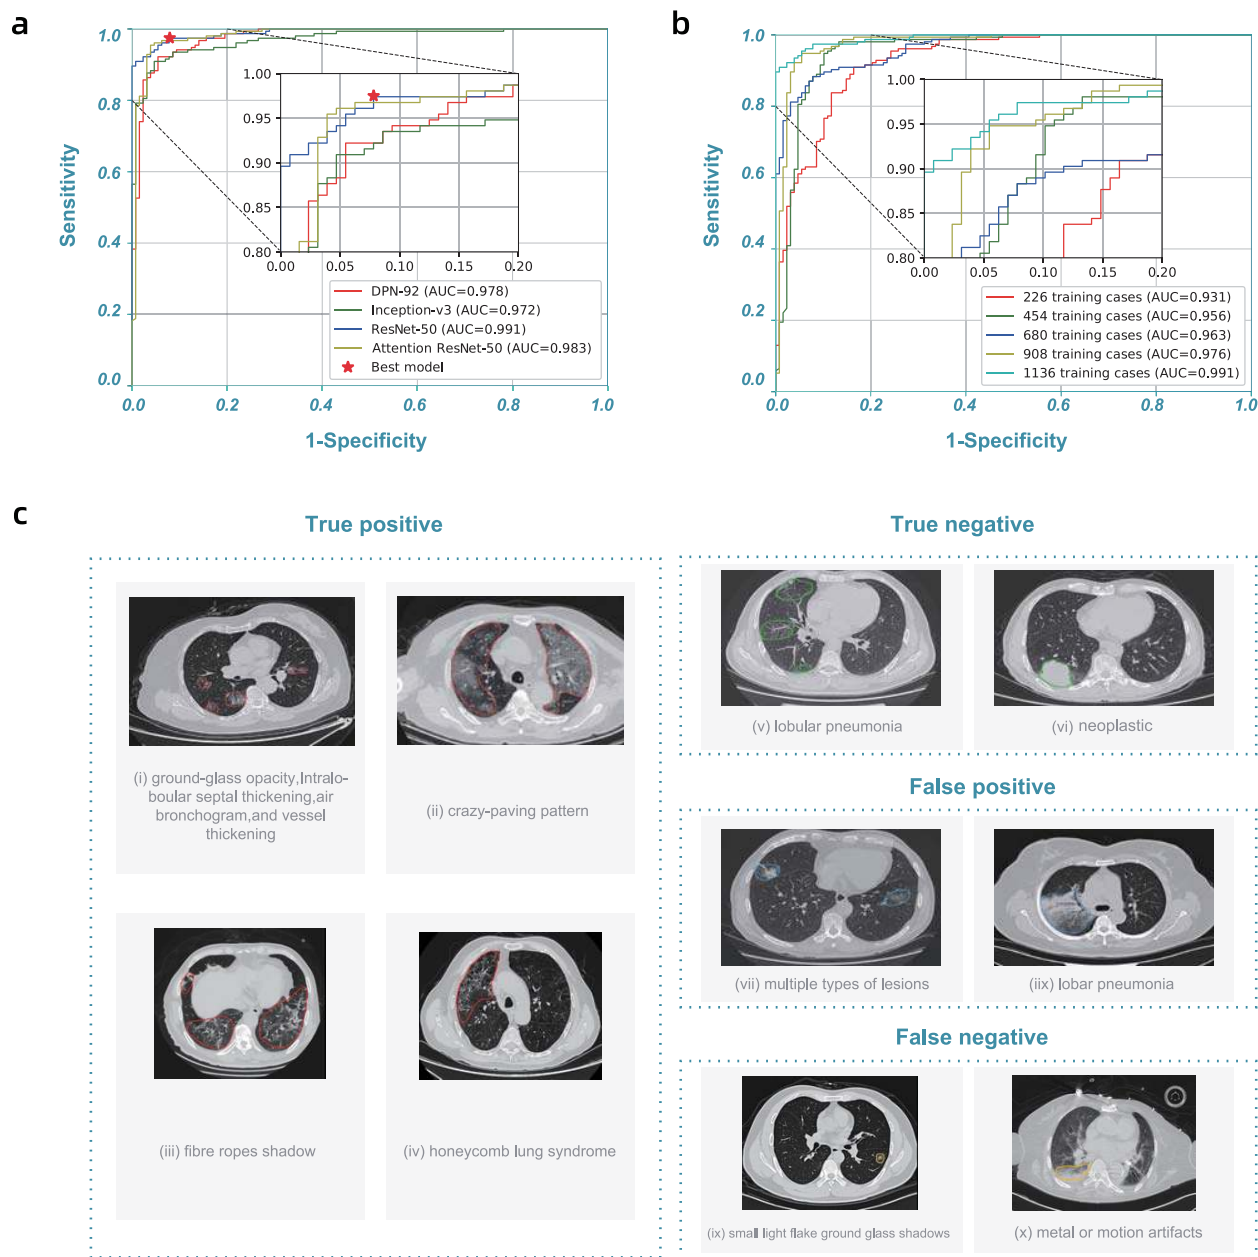 a
1.0
0.8
0.6
0.4
0.2
0.0
Sensitivity
1.00
0.95
0.90
0.85
0.80
0.00
0.05
0.10
0.15
0.20
DPN-92 (AUC=0.978)
Inception-v3 (AUC=0.972)
ResNet-50 (AUC=0.991)
Attention ResNet-50 (AUC=0.983)
Best model
0.0
0.2
0.4
0.6
0.8
1.0
1-Specificity
b
1.0
0.8
0.6
0.4
0.2
0.0
Sensitivity
1.00
0.95
0.90
0.85
0.80
0.00
0.05
0.10
0.15
0.20
226 training cases (AUC=0.931)
454 training cases (AUC=0.956)
680 training cases (AUC=0.963)
908 training cases (AUC=0.976)
1136 training cases (AUC=0.991)
0.0
0.2
0.4
0.6
0.8
1.0
1-Specificity
c
True positive
(i) ground-glass opacity,Intralo-
boular septal thickening,air
bronchogram,and vessel
thickening
(ii) crazy-paving pattern
(iii) fibre ropes shadow
(iv) honeycomb lung syndrome
True negative
(v) lobular pneumonia
(vi) neoplastic
False positive
(vii) multiple types of lesions
(iix) lobar pneumonia
False negative
(ix) small light flake ground glass shadows
(x) metal or motion artifacts